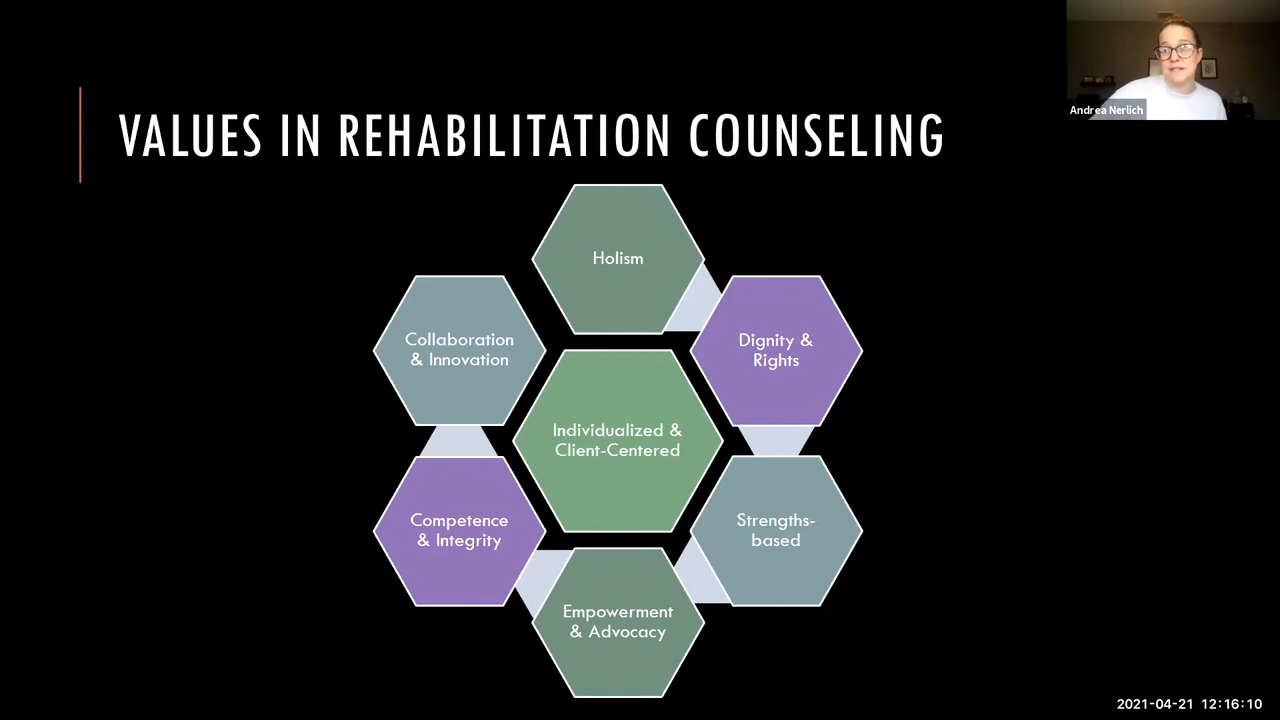 VALUES IN REHABILITATION COUNSELING
Andrea Nerlich
Holism
Collaboration
& Innovation
Dignity &
Rights
Individualized &
Client-Centered
Competence
& Integrity
Strengths-
based
Empowerment
& Advocacy
2021-04-21 12:16:10